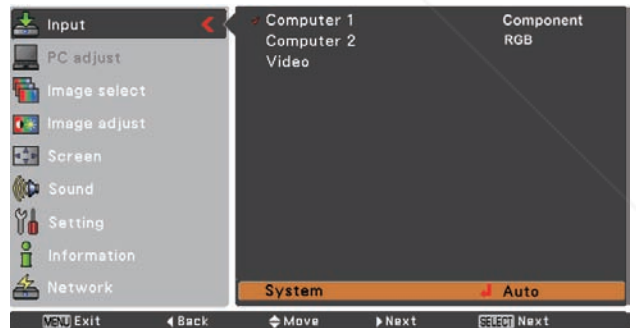 Input
PC adjust
Image select
Image adjust
Screen
Sound
Setting
Information
Network
Computer 1 Component
Computer 2 RGB
Video
System Auto
MENU Exit Back Move Next SELECT Next